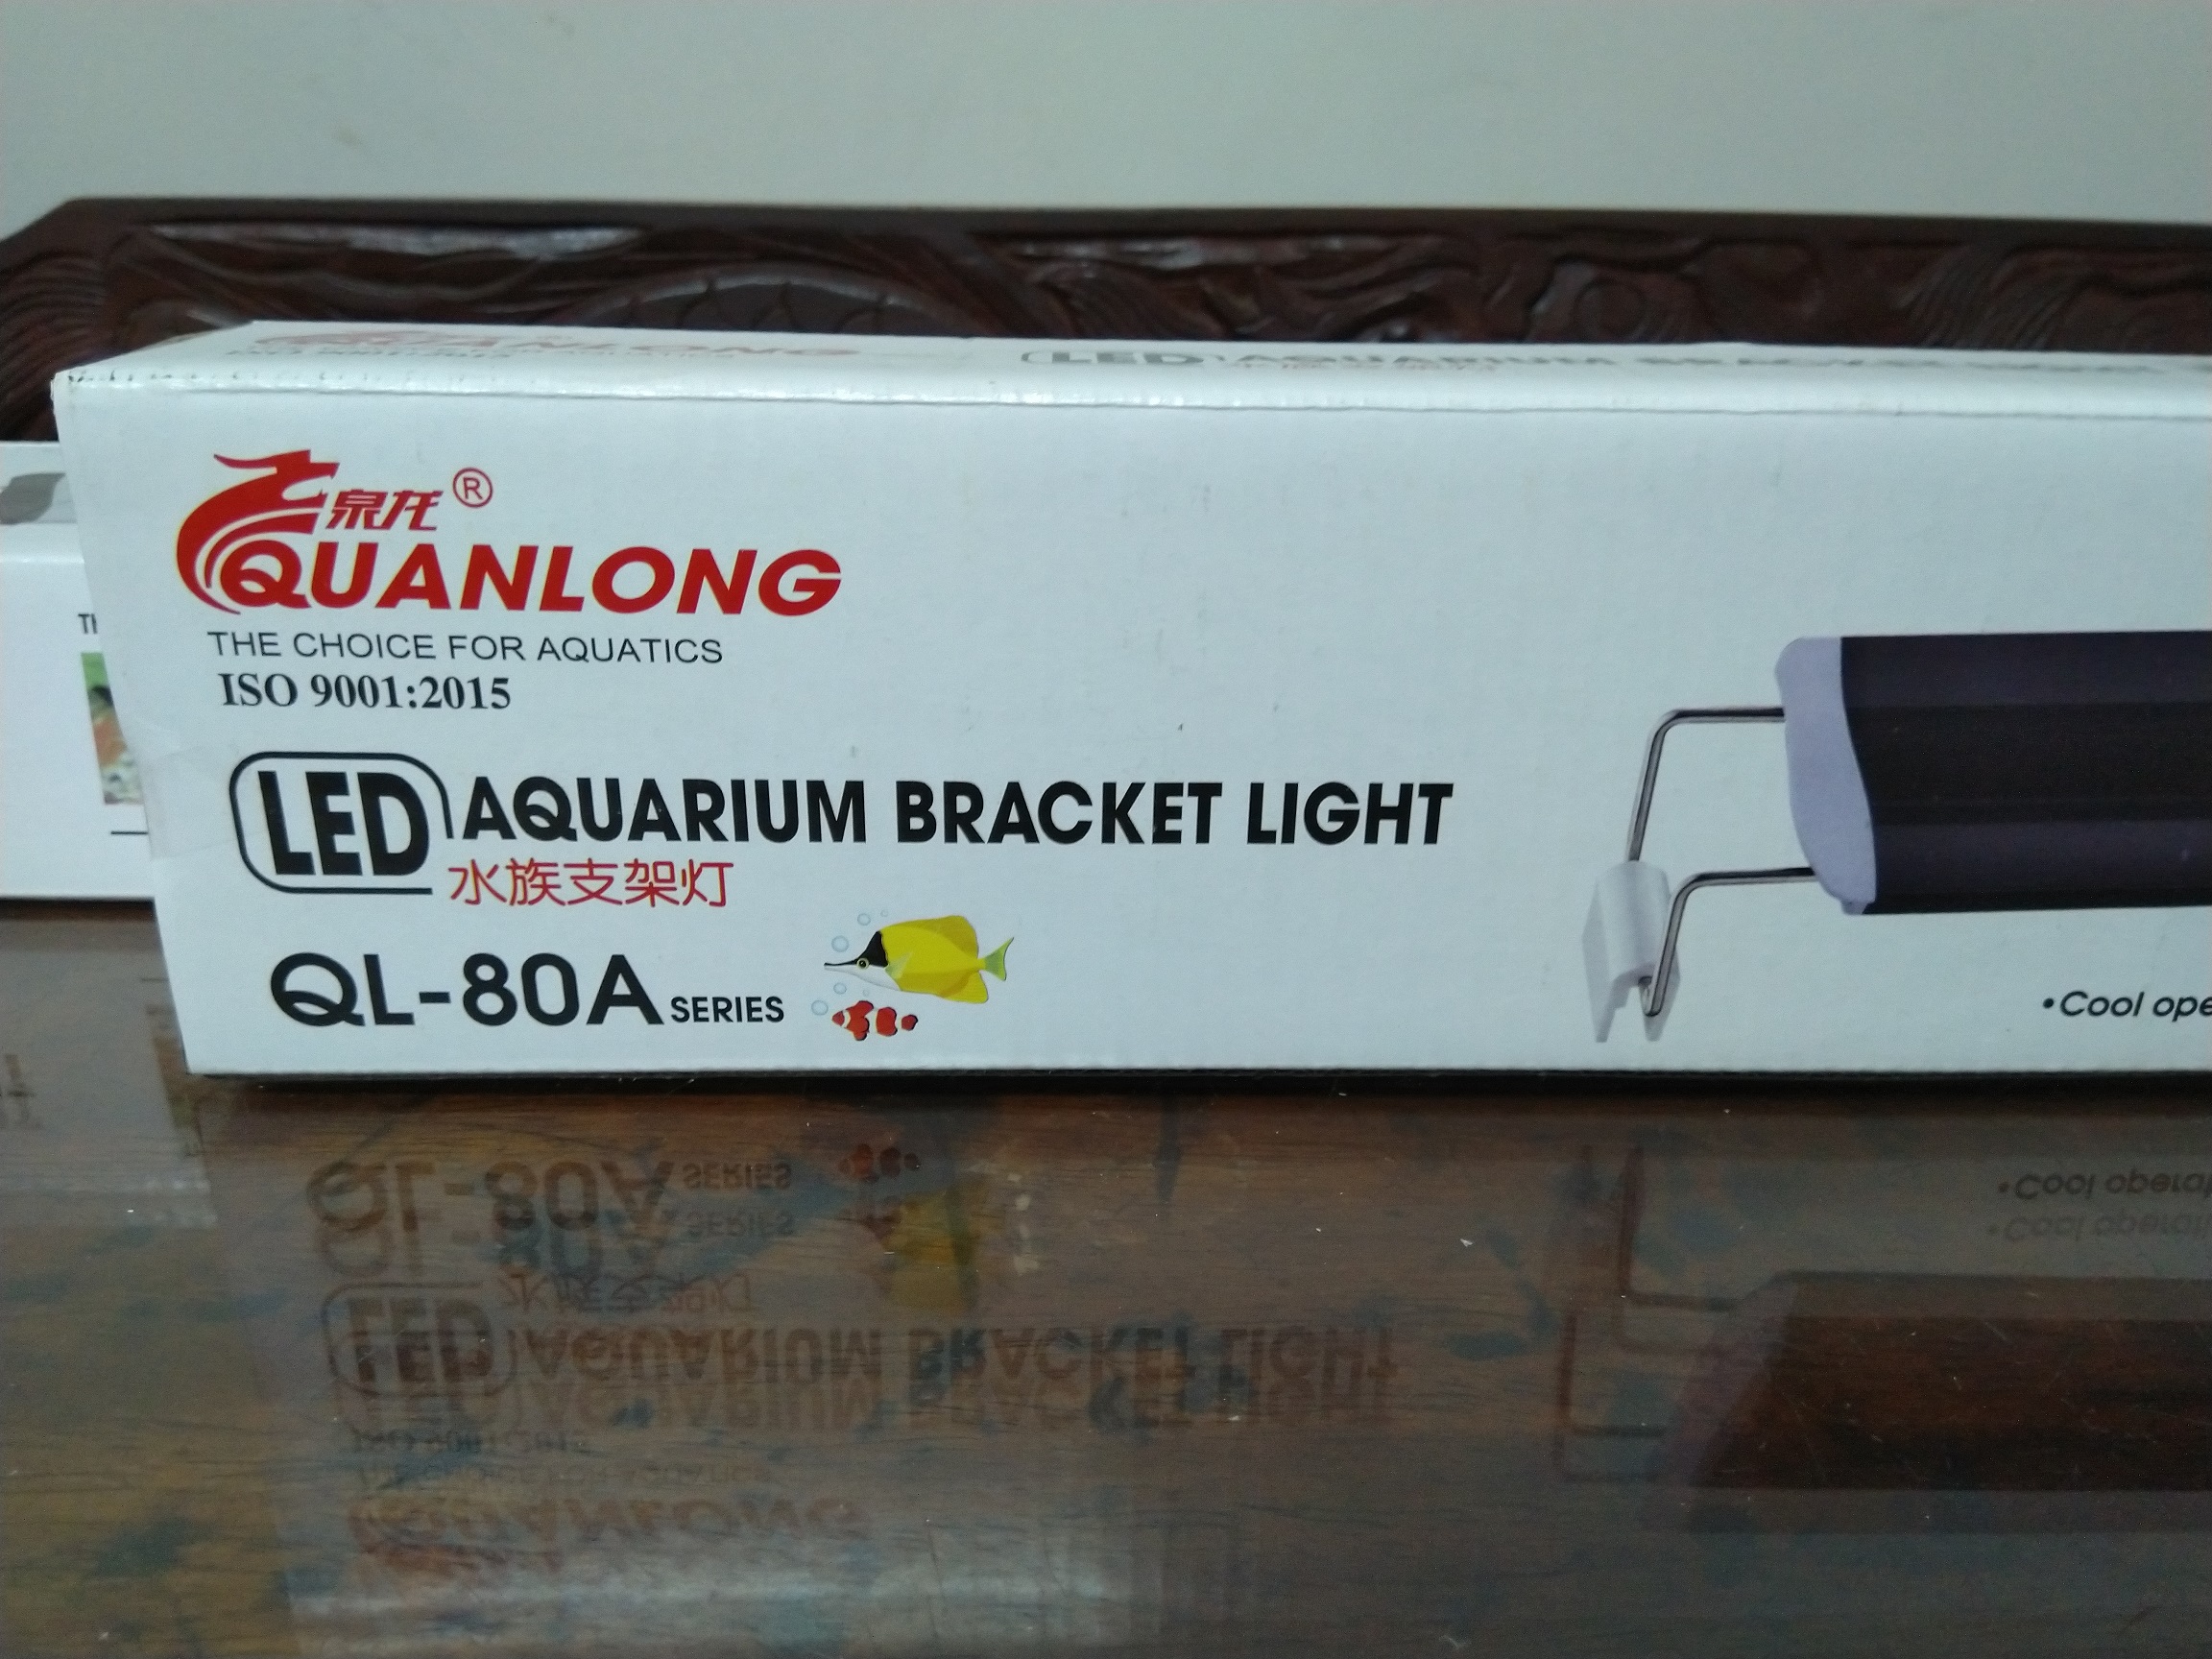 泉龙®
QUANLONG
THE CHOICE FOR AQUATICS
ISO 9001:2015
LED AQUARIUM BRACKET LIGHT
水族支架灯
QL-80A SERIES
•Cool